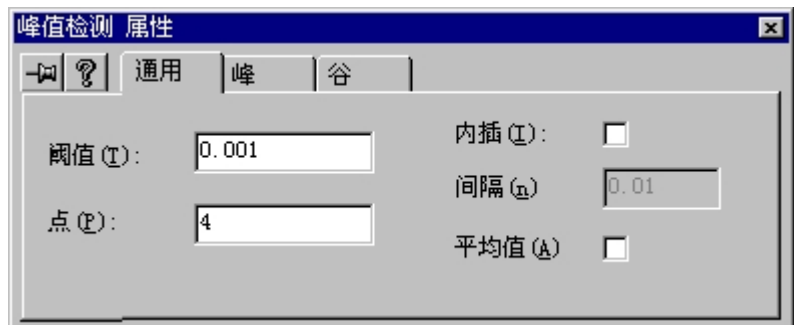 峰值检测 属性
通用 峰 谷
阈值(T): 0.001
内插(I):
间隔(n) 0.01
点(P): 4
平均值(A)